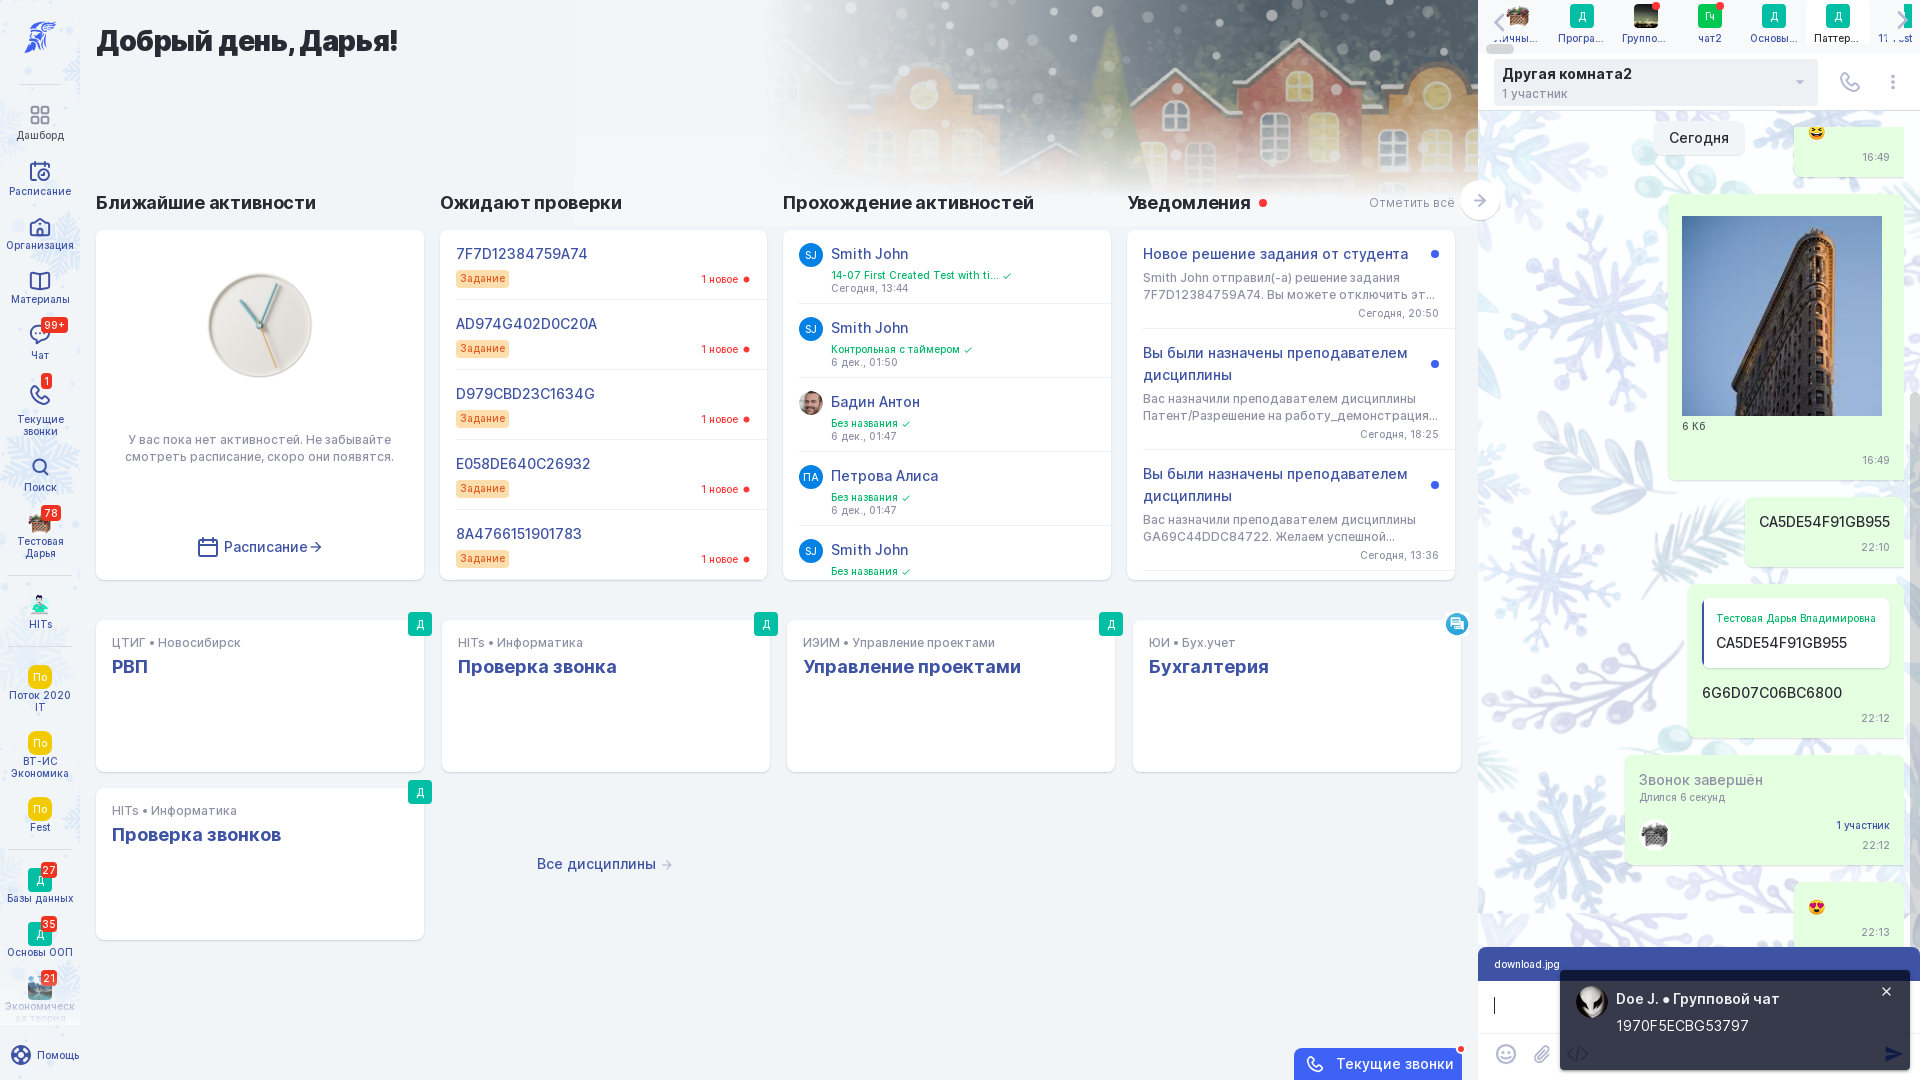 Добрый день, Дарья!
Дашборд
Расписание
Организация
Материалы
99+
Чат
1
Текущие
звонки
Поиск
78
Тестовая
Дарья
HITs
По
Поток 2020
IT
По
ВТ-ИС
Экономика
По
Fest
27
Д
Базы данных
35
Д
Основы ООП
21
Экономическ
ая теория
Помощь
Ближайшие активности
У вас пока нет активностей. Не забывайте
смотреть расписание, скоро они появятся.
Расписание
Ожидают проверки
7F7D12384759A74
Задание
1 новое
AD974G402D0C20A
Задание
1 новое
D979CBD23C1634G
Задание
1 новое
E058DE640C26932
Задание
1 новое
8A4766151901783
Задание
1 новое
Прохождение активностей
SJ
Smith John
14-07 First Created Test with ti...
Сегодня, 13:44
SJ
Smith John
Контрольная с таймером
6 дек., 01:50
Бадин Антон
Без названия
6 дек., 01:47
ПА
Петрова Алиса
Без названия
6 дек., 01:47
SJ
Smith John
Без названия
Уведомления
Отметить всё
Новое решение задания от студента
Smith John отправил(-а) решение задания
7F7D12384759A74. Вы можете отключить эт...
Сегодня, 20:50
Вы были назначены преподавателем
дисциплины
Вас назначили преподавателем дисциплины
Патент/Разрешение на работу_демонстрация...
Сегодня, 18:25
Вы были назначены преподавателем
дисциплины
Вас назначили преподавателем дисциплины
GA69C44DDC84722. Желаем успешной...
Сегодня, 13:36
Д
ЦТИГ • Новосибирск
РВП
Д
HITs • Информатика
Проверка звонка
Д
ИЭИМ • Управление проектами
Управление проектами
ЮИ • Бух.учет
Бухгалтерия
Д
HITs • Информатика
Проверка звонков
Все дисциплины
Текущие звонки
Д
Гч
Д
Д
Програ...
Группо...
чат2
Основы...
Паттер...
Другая комната2
1 участник
Сегодня
16:49
6 Кб
16:49
CA5DE54F91GB955
22:10
Тестовая Дарья Владимировна
CA5DE54F91GB955
6G6D07C06BC6800
22:12
Звонок завершён
Длился 6 секунд
1 участник
22:12
22:13
download.jpg
Doe J. ● Групповой чат
1970F5ECBG53797